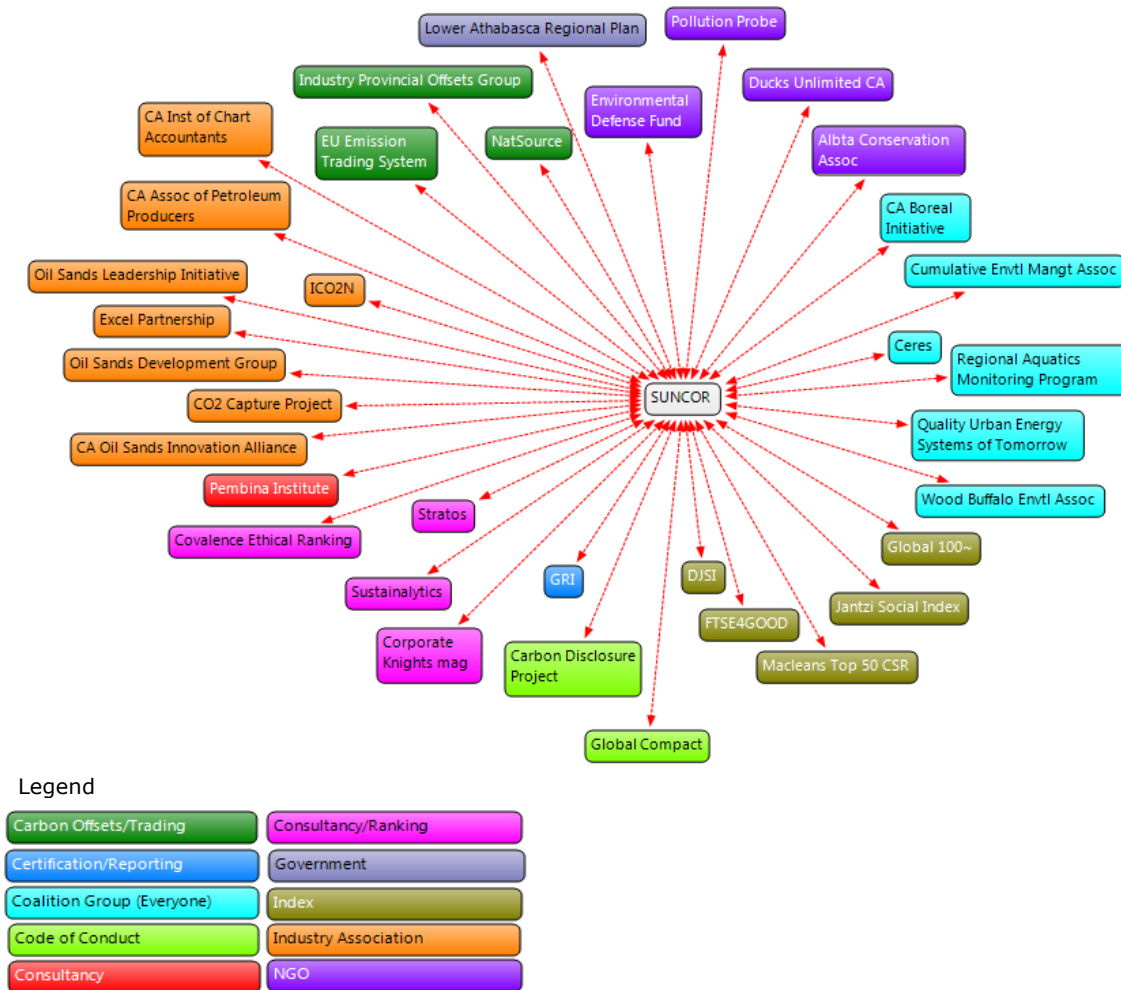 Lower Athabasca Regional Plan
Pollution Probe
Industry Provincial Offsets Group
Environmental
Defense Fund
Ducks Unlimited CA
CA Inst of Chart
Accountants
EU Emission
Trading System
NatSource
Albta Conservation
Assoc
CA Assoc of Petroleum
Producers
CA Boreal
Initiative
Oil Sands Leadership Initiative
ICO2N
Cumulative Envtl Mangt Assoc
Excel Partnership
Ceres
Oil Sands Development Group
Regional Aquatics
Monitoring Program
SUNCOR
CO2 Capture Project
Quality Urban Energy
Systems of Tomorrow
CA Oil Sands Innovation Alliance
Pembina Institute
Wood Buffalo Envtl Assoc
Stratos
Covalence Ethical Ranking
Global 100~
Sustainalytics
GRI
DJSI
Jantzi Social Index
FTSE4GOOD
Corporate
Knights mag
Carbon Disclosure
Project
Macleans Top 50 CSR
Global Compact
Legend
Carbon Offsets/Trading
Consultancy/Ranking
Certification/Reporting
Government
Coalition Group (Everyone)
Index
Code of Conduct
Industry Association
Consultancy
NGO